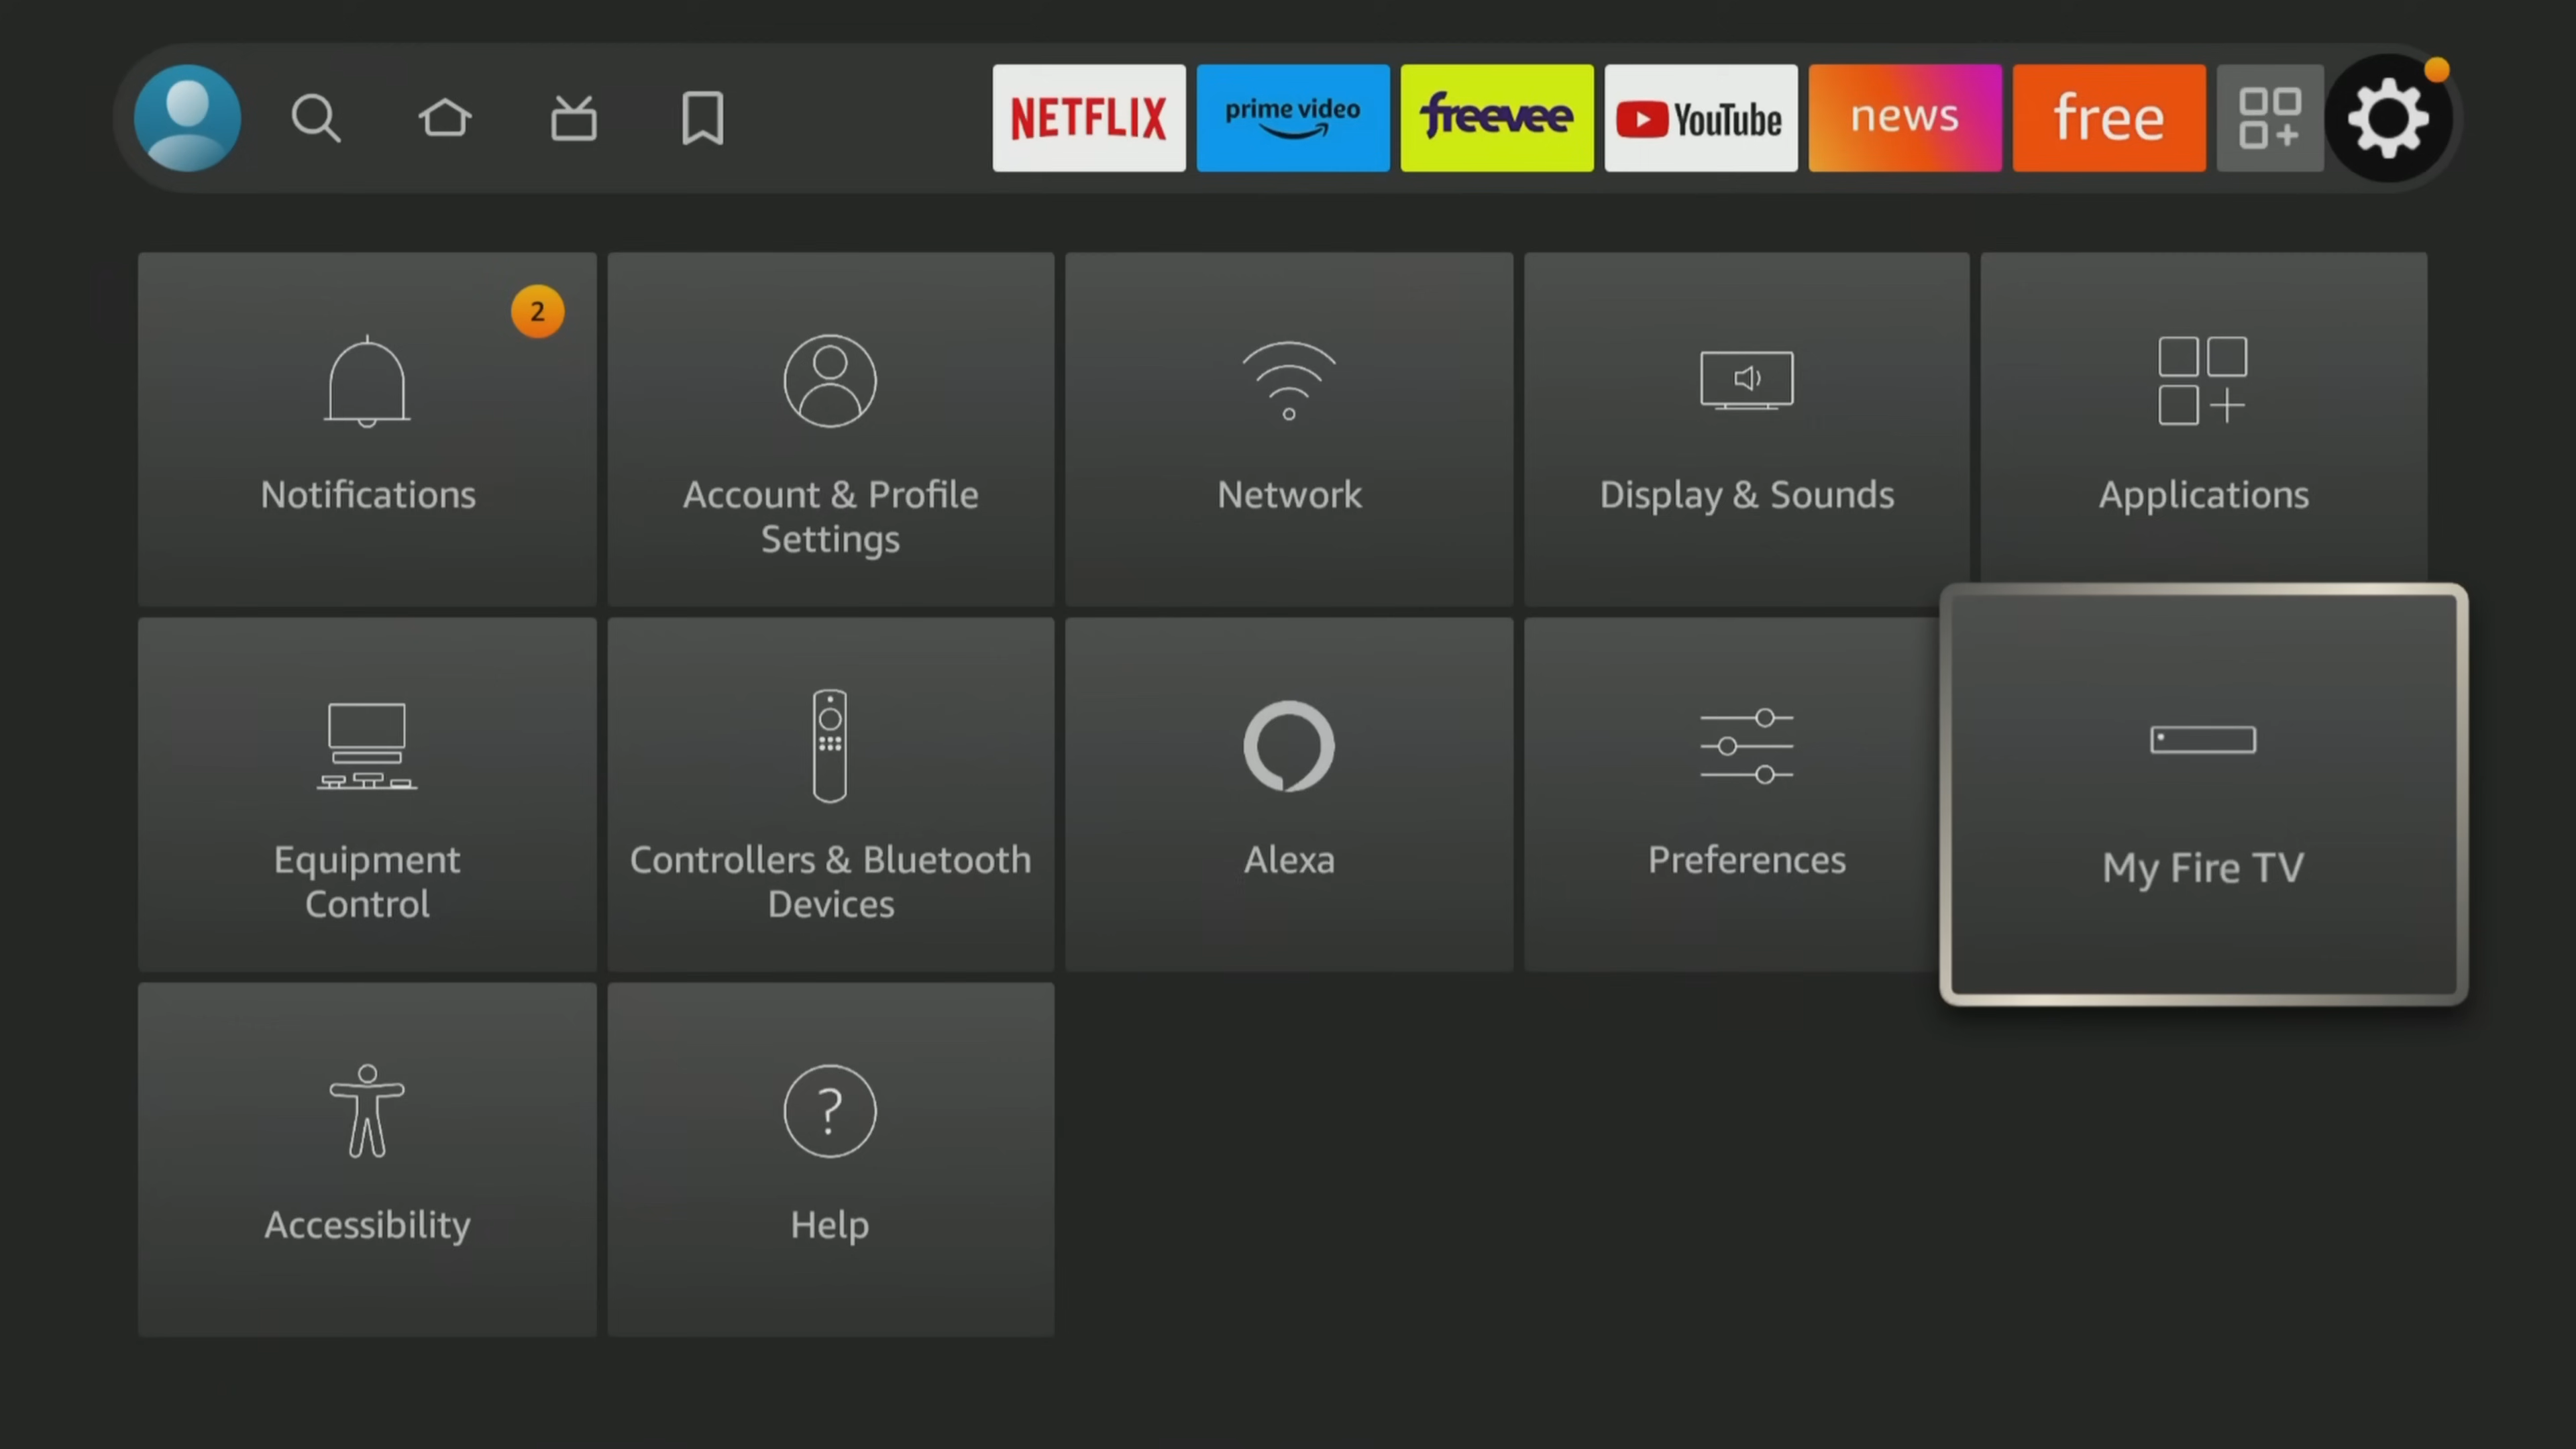 NETFLIX
prime video
freevee
YouTube
news
free
2
Notifications
Account & Profile
Settings
Network
Display & Sounds
Applications
Equipment
Control
Controllers & Bluetooth
Devices
Alexa
Preferences
My Fire TV
Accessibility
?
Help